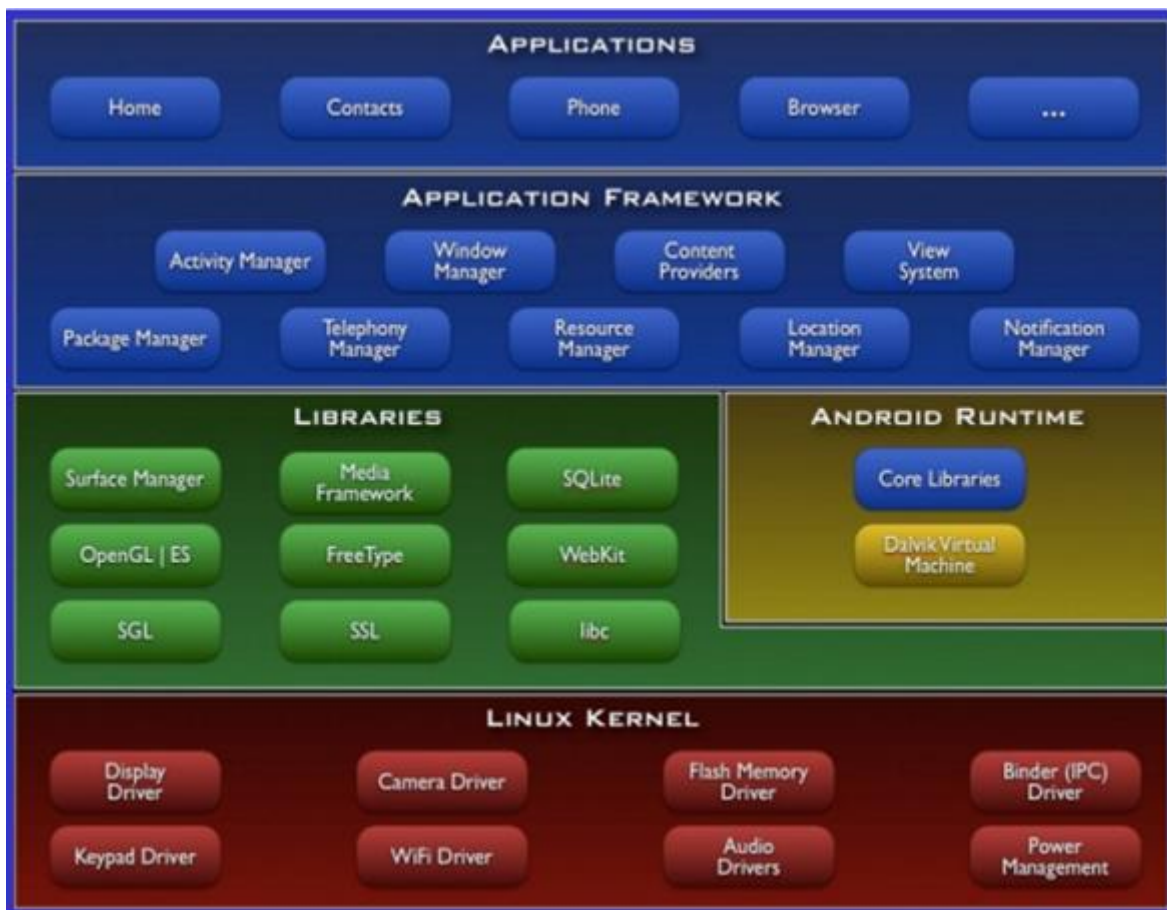 APPLICATIONS
Home
Contacts
Phone
Browser
...
APPLICATION FRAMEWORK
Activity Manager
Window
Manager
Content
Providers
View
System
Package Manager
Telephony
Manager
Resource
Manager
Location
Manager
Notification
Manager
LIBRARIES
Surface Manager
Media
Framework
SQLite
OpenGL | ES
FreeType
WebKit
SGL
SSL
libc
ANDROID RUNTIME
Core Libraries
Dalvik Virtual
Machine
LINUX KERNEL
Display
Driver
Camera Driver
Flash Memory
Driver
Binder (IPC)
Driver
Keypad Driver
WiFi Driver
Audio
Drivers
Power
Management